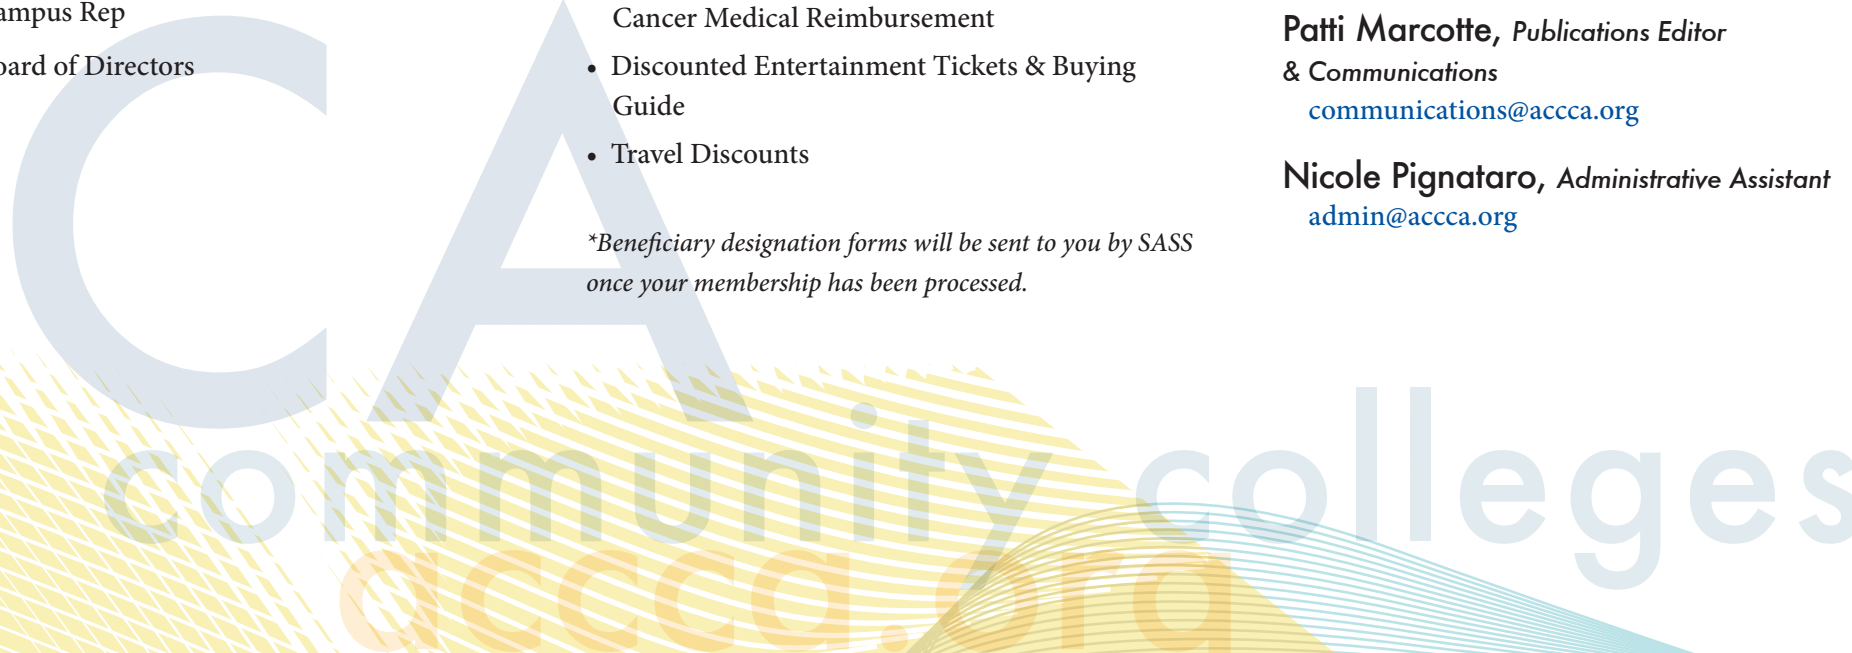 ampus Rep
oard of Directors
Cancer Medical Reimbursement
• Discounted Entertainment Tickets & Buying
Guide
• Travel Discounts
*Beneficiary designation forms will be sent to you by SASS
once your membership has been processed.
Patti Marcotte, Publications Editor
& Communications
communications@accca.org
Nicole Pignataro, Administrative Assistant
admin@accca.org
CA
community colleges
accca.org